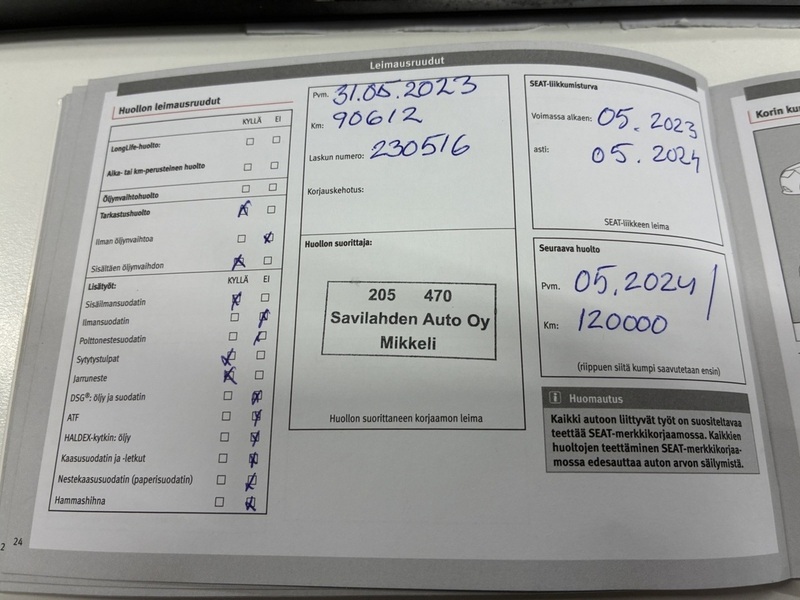 Leimausruudut
Huollon leimausruudut
KYLLÄ EI
LongLife-huolto:
Aika- tai km-perusteinen huolto
Öljynvaihtohuolto
Tarkastushuolto
Ilman öljynvaihtoa
Sisältäen öljynvaihdon
Lisätyöt: KYLLÄ EI
Sisäilmansuodatin
Ilmansuodatin
Polttonestesuodatin
Sytytystulpat
Jarruneste
DSG®: öljy ja suodatin
ATF
HALDEX-kytkin: öljy
Kaasusuodatin ja -letkut
Nestekaasusuodatin (paperisuodatin)
Hammashihna
Pvm. 31.05.2023
Km: 90612
Laskun numero: 230516
Korjauskehotus:
Huollon suorittaja:
205 470
Savilahden Auto Oy
Mikkeli
Huollon suorittaneen korjaamon leima
SEAT-liikkumisturva
Voimassa alkaen: 05. 2023
asti: 05. 2024
SEAT-liikkeen leima
Seuraava huolto
Pvm. 05.2024 /
Km: 120000
(riippuen siitä kumpi saavutetaan ensin)
i Huomautus
Kaikki autoon liittyvät työt on suositeltavaa
teettää SEAT-merkkikorjaamossa. Kaikkien
huoltojen teettäminen SEAT-merkkikorjaa-
mossa edesauttaa auton arvon säilymistä.
24
2
Korin